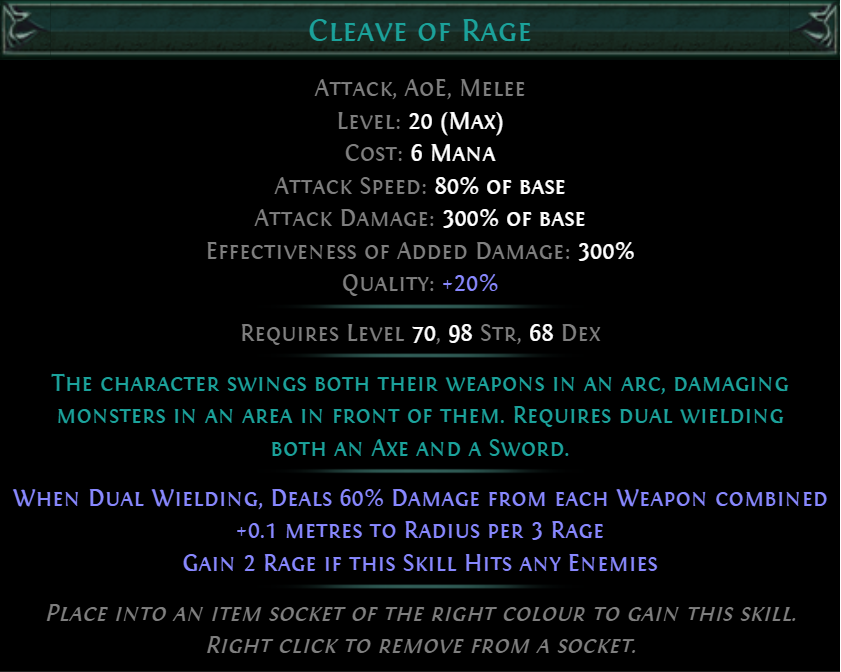 Cleave of Rage
Attack, AoE, Melee
Level: 20 (Max)
Cost: 6 Mana
Attack Speed: 80% of base
Attack Damage: 300% of base
Effectiveness of Added Damage: 300%
Quality: +20%
Requires Level 70, 98 Str, 68 Dex
The character swings both their weapons in an arc, damaging
monsters in an area in front of them. Requires dual wielding
both an Axe and a Sword.
When Dual Wielding, Deals 60% Damage from each Weapon combined
+0.1 metres to Radius per 3 Rage
Gain 2 Rage if this Skill Hits any Enemies
Place into an item socket of the right colour to gain this skill.
Right click to remove from a socket.